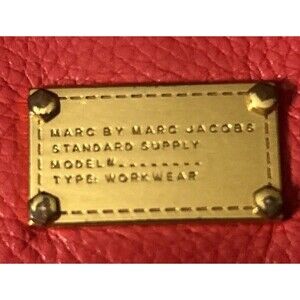 MARC BY MARC JACOBS
STANDARD SUPPLY
MODEL#_ _ _ _ _ _ _ _
TYPE: WORKWEAR